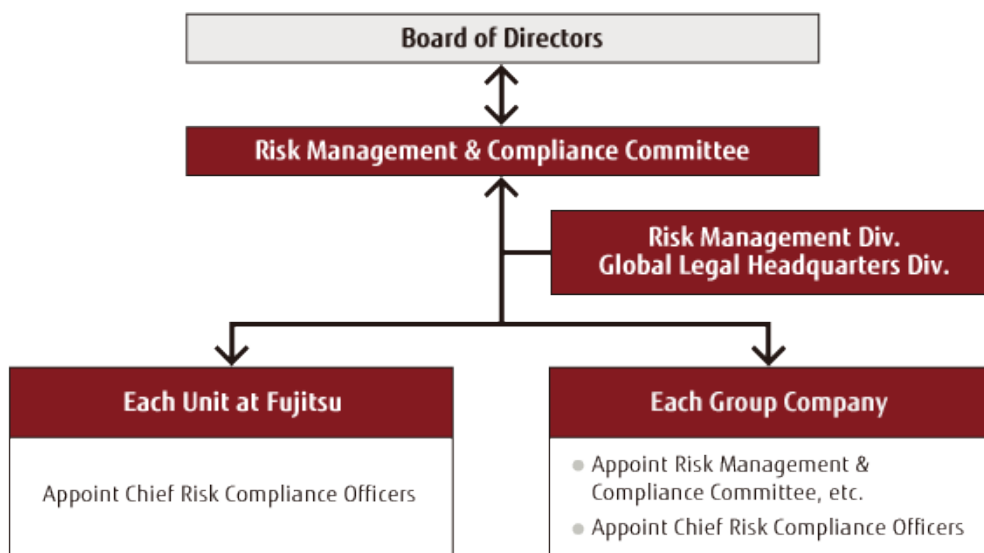 Board of Directors
Risk Management & Compliance Committee
Risk Management Div.
Global Legal Headquarters Div.
Each Unit at Fujitsu
Appoint Chief Risk Compliance Officers
Each Group Company
Appoint Risk Management &
Compliance Committee, etc.
Appoint Chief Risk Compliance Officers